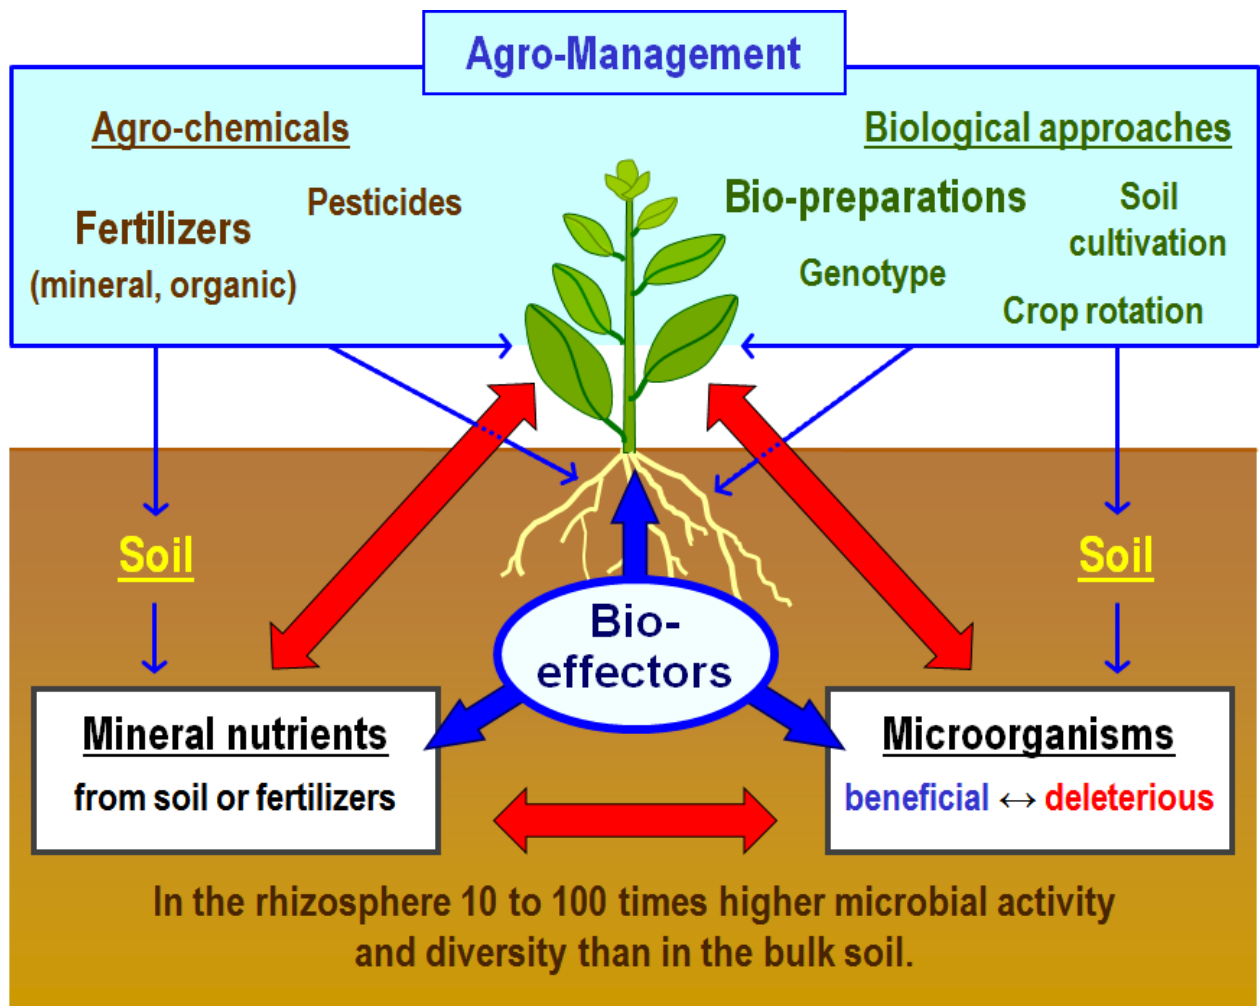 Agro-Management
Agro-chemicals
Pesticides
Fertilizers
(mineral, organic)
Biological approaches
Bio-preparations
Soil
cultivation
Genotype
Crop rotation
Soil
Soil
Bio-
effectors
Mineral nutrients
from soil or fertilizers
Microorganisms
beneficial ↔ deleterious
In the rhizosphere 10 to 100 times higher microbial activity
and diversity than in the bulk soil.